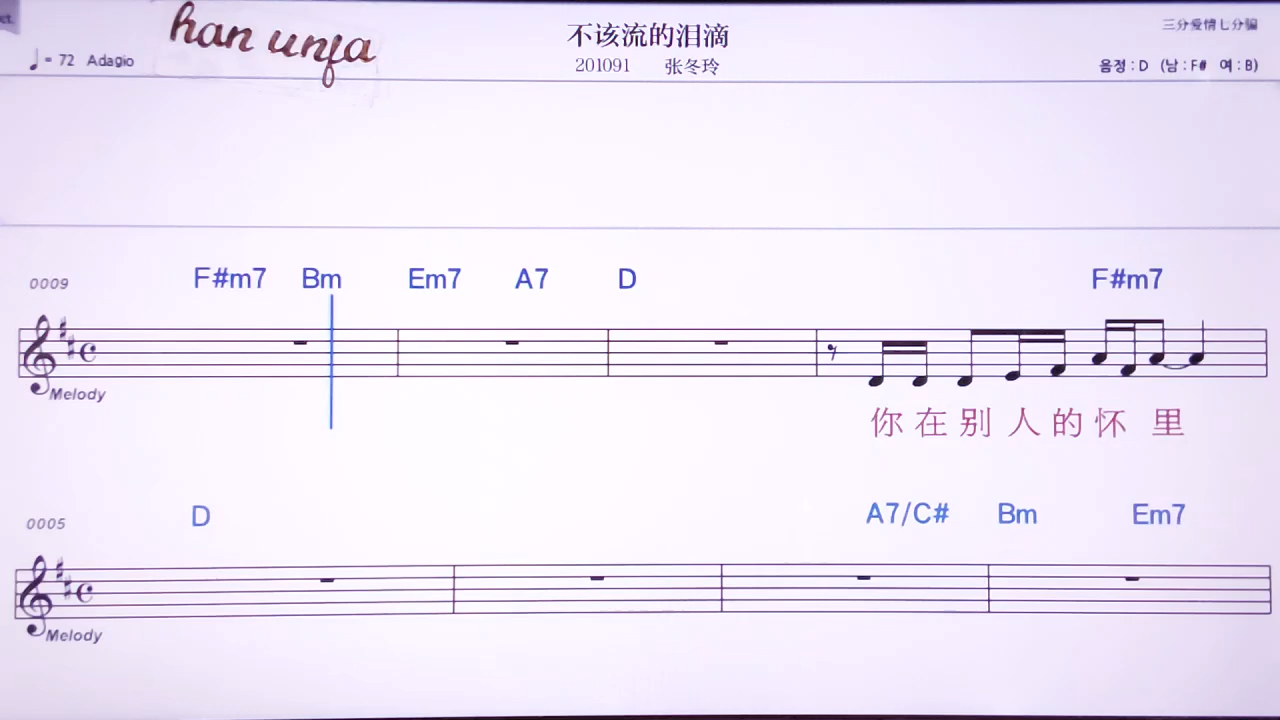 han unfa
不该流的泪滴
三分爱情七分骗
♩= 72 Adagio
201091 张冬玲
음정 : D (남 : F# 여 : B)
0009
F#m7 Bm Em7 A7 D F#m7
Melody
你在别人的怀里
0005
D A7/C# Bm Em7
Melody